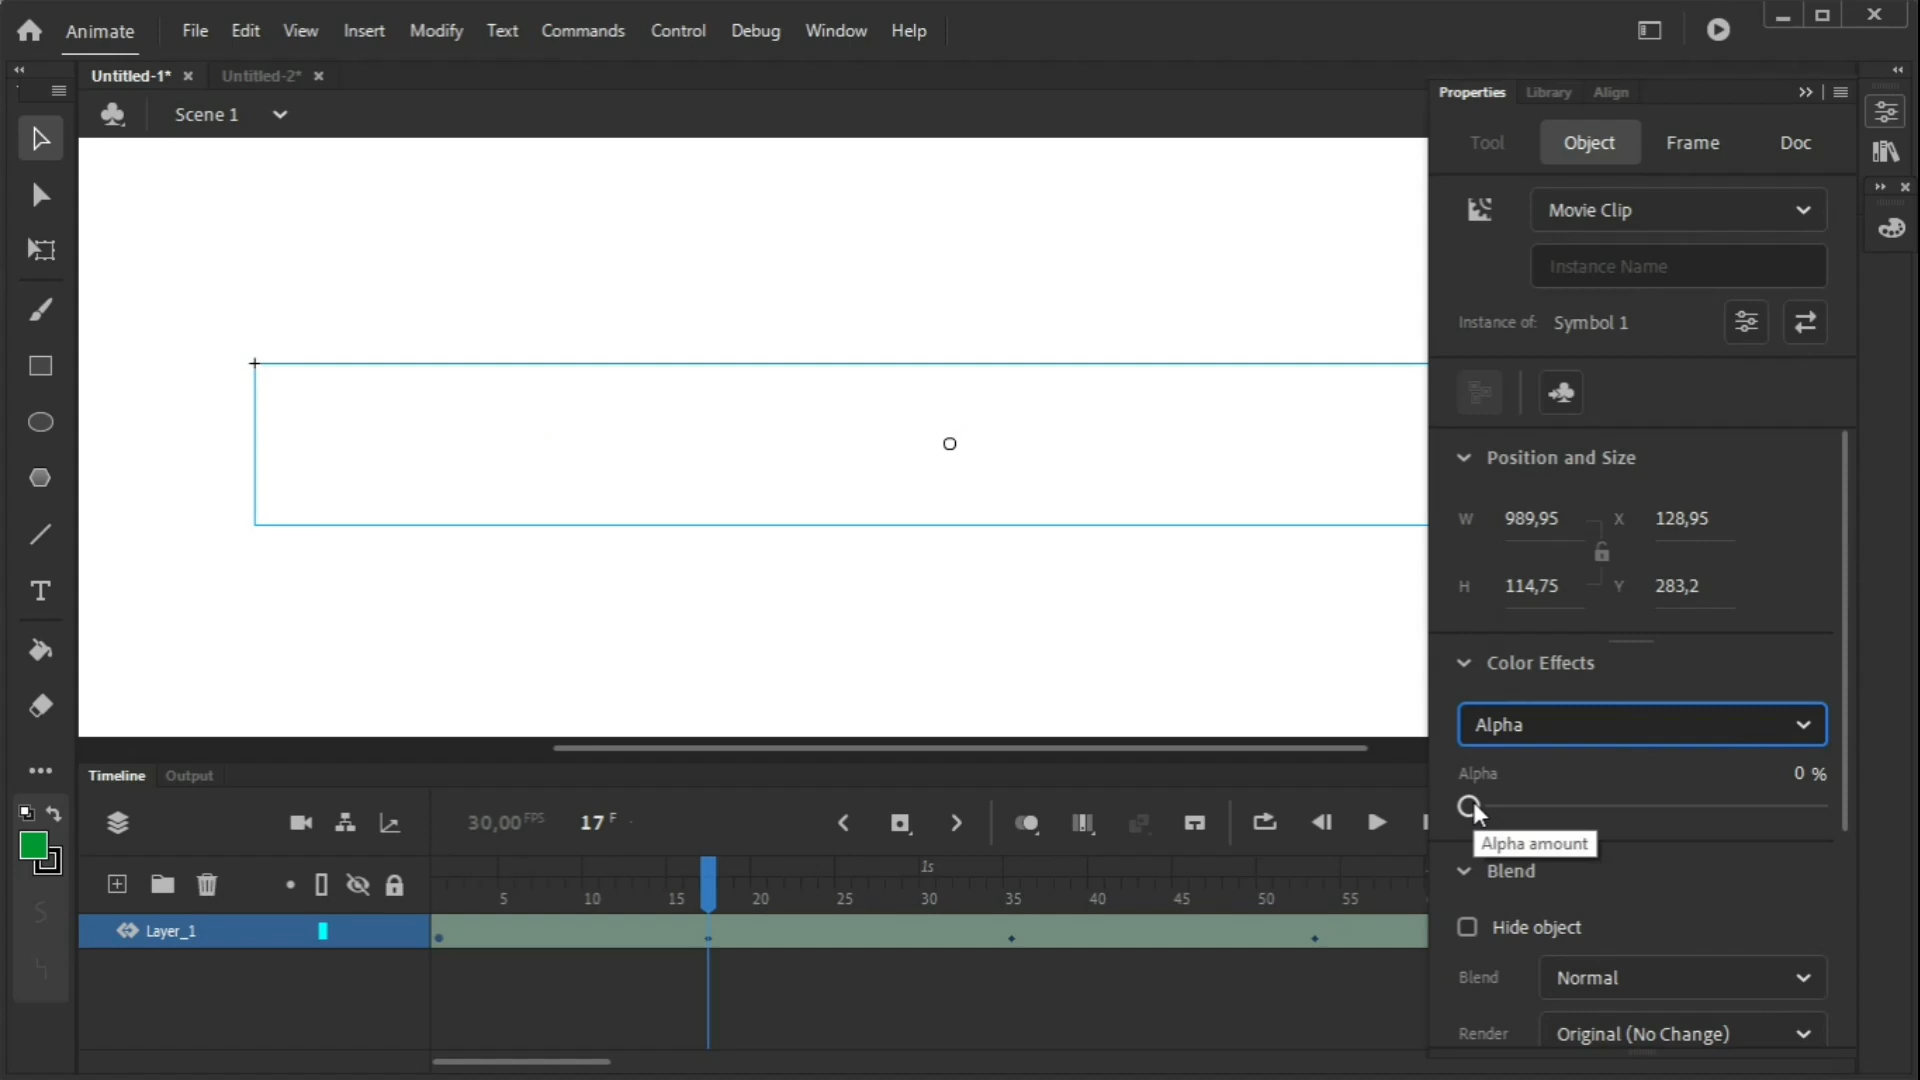 Animate File Edit View Insert Modify Text Commands Control Debug Window Help
Untitled-1* Untitled-2*
Scene 1
Properties Library Align
Tool Object Frame Doc
Movie Clip
Instance Name
Instance of: Symbol 1
Position and Size
W 989,95 X 128,95
H 114,75 Y 283,2
Color Effects
Alpha
Alpha 0 %
Alpha amount
Blend
Hide object
Blend Normal
Render Original (No Change)
T
Timeline Output
30,00 FPS 17 F
1s
5 10 15 20 25 30 35 40 45 50 55
Layer_1